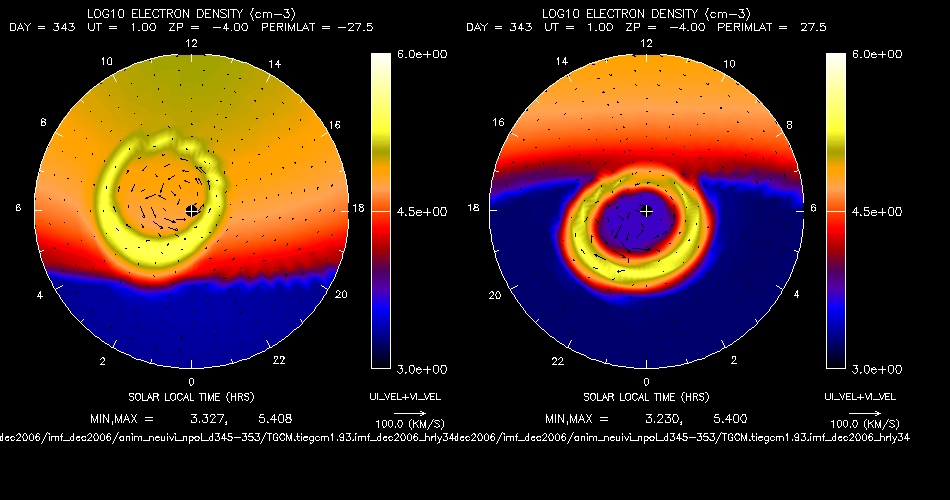 LOG10 ELECTRON DENSITY (cm-3)
DAY = 343 UT = 1.00 ZP = -4.00 PERIMLAT = -27.5
12
10
14
8
16
6
18
4
20
2
22
0
6.0e+00
4.5e+00
3.0e+00
SOLAR LOCAL TIME (HRS)
UI_VEL+VI_VEL
MIN,MAX = 3.327, 5.408
100.0 (KM/S)
LOG10 ELECTRON DENSITY (cm-3)
DAY = 343 UT = 1.00 ZP = -4.00 PERIMLAT = 27.5
12
14
10
16
8
18
6
20
4
22
2
0
6.0e+00
4.5e+00
3.0e+00
SOLAR LOCAL TIME (HRS)
UI_VEL+VI_VEL
MIN,MAX = 3.230, 5.400
100.0 (KM/S)
dec2006/imf_dec2006/anim_neuivi_npol_d345-353/TGCM.tiegcm1.93.imf_dec2006_hrly34
dec2006/imf_dec2006/anim_neuivi_npol_d345-353/TGCM.tiegcm1.93.imf_dec2006_hrly34